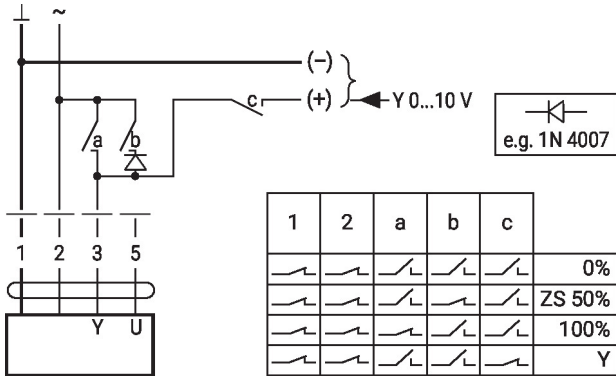 ⊥ ~
(–)
c (+) Y 0...10 V
a b
e.g. 1N 4007
1 2 3 5
Y U
1 2 a b c
0%
ZS 50%
100%
Y